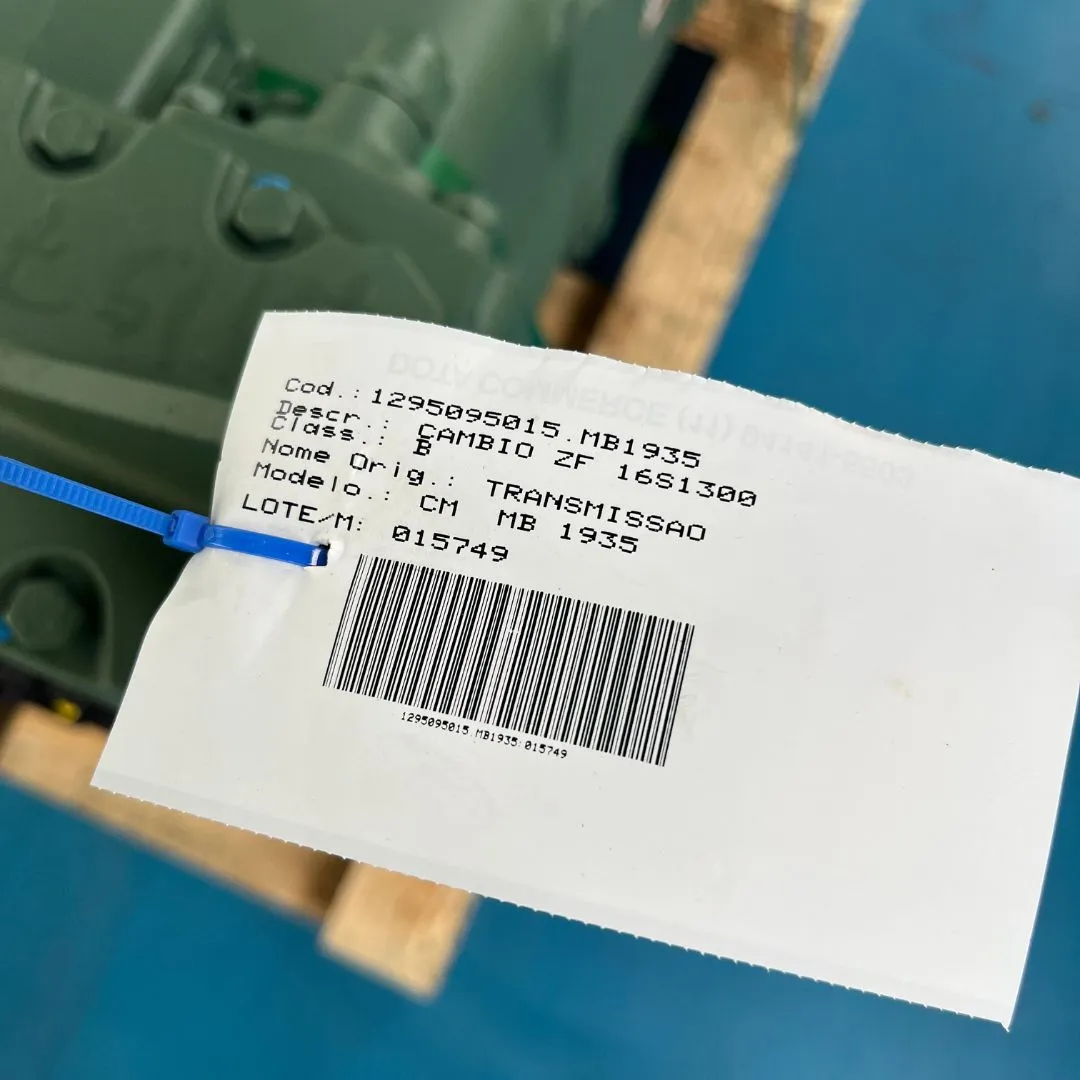 Cod.: 1295095015.MB1935
Descr.: CAMBIO ZF 16S1300
Class.: B
Nome Orig.: TRANSMISSAO
Modelo.: CM MB 1935
LOTE/M: 015749
1295095015.MB1935:015749